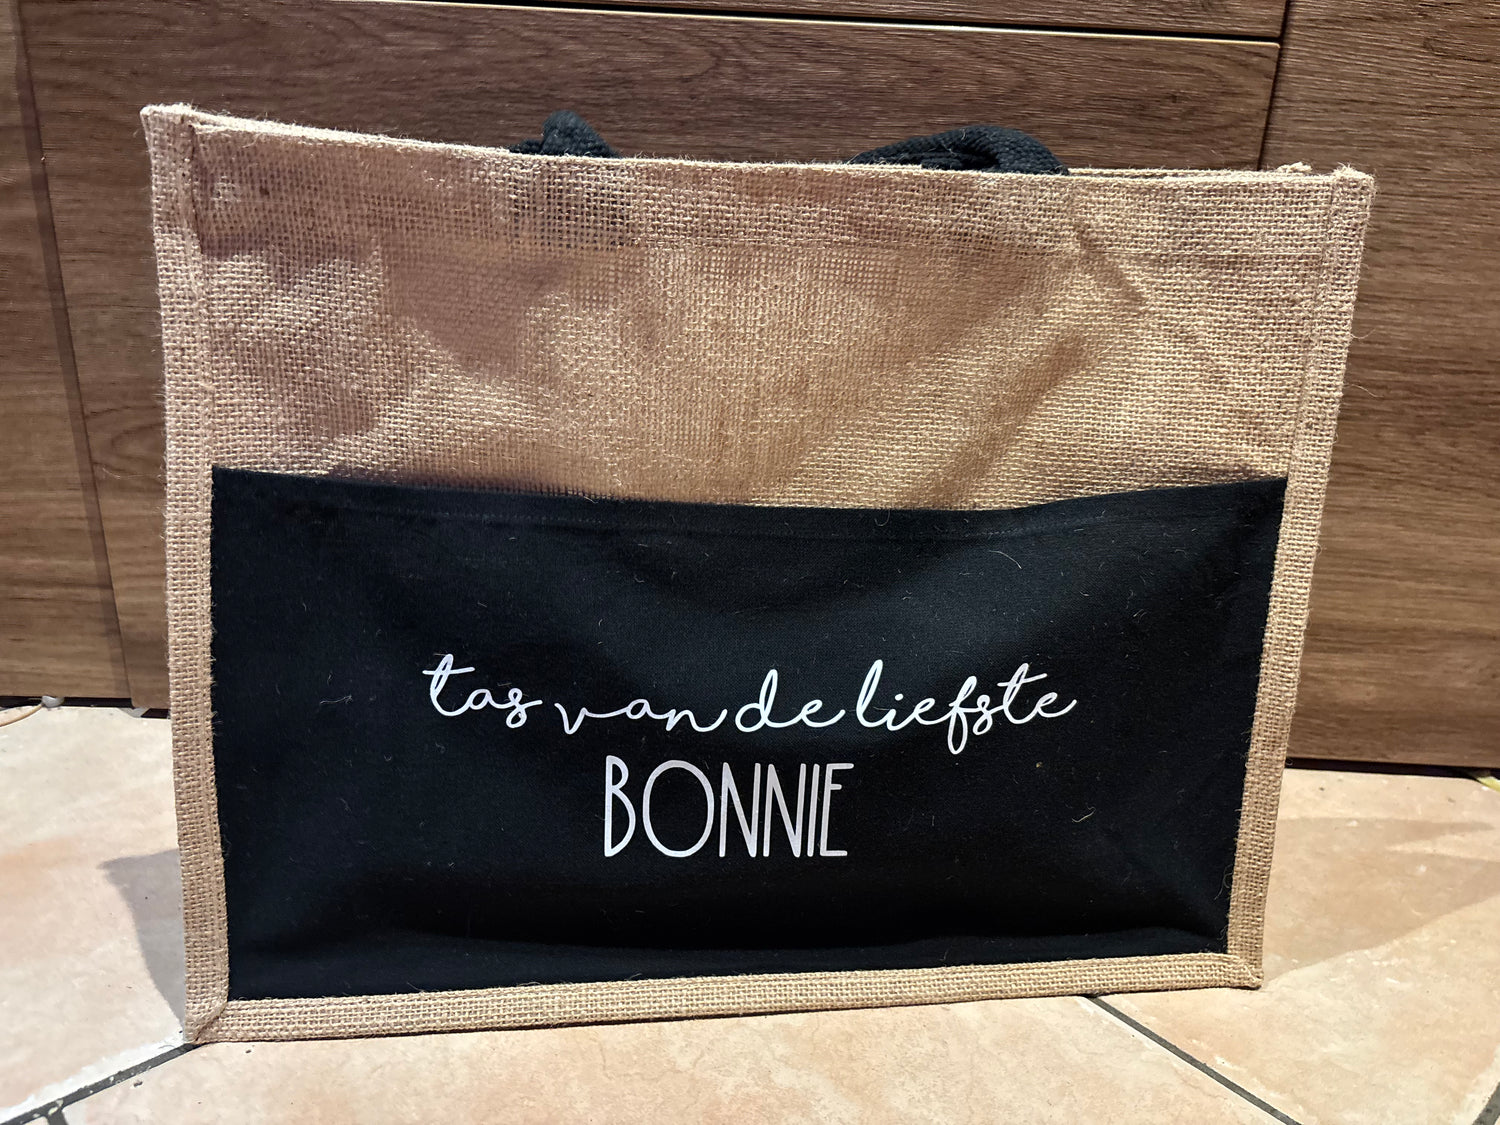 tas van de liefste
BONNIE